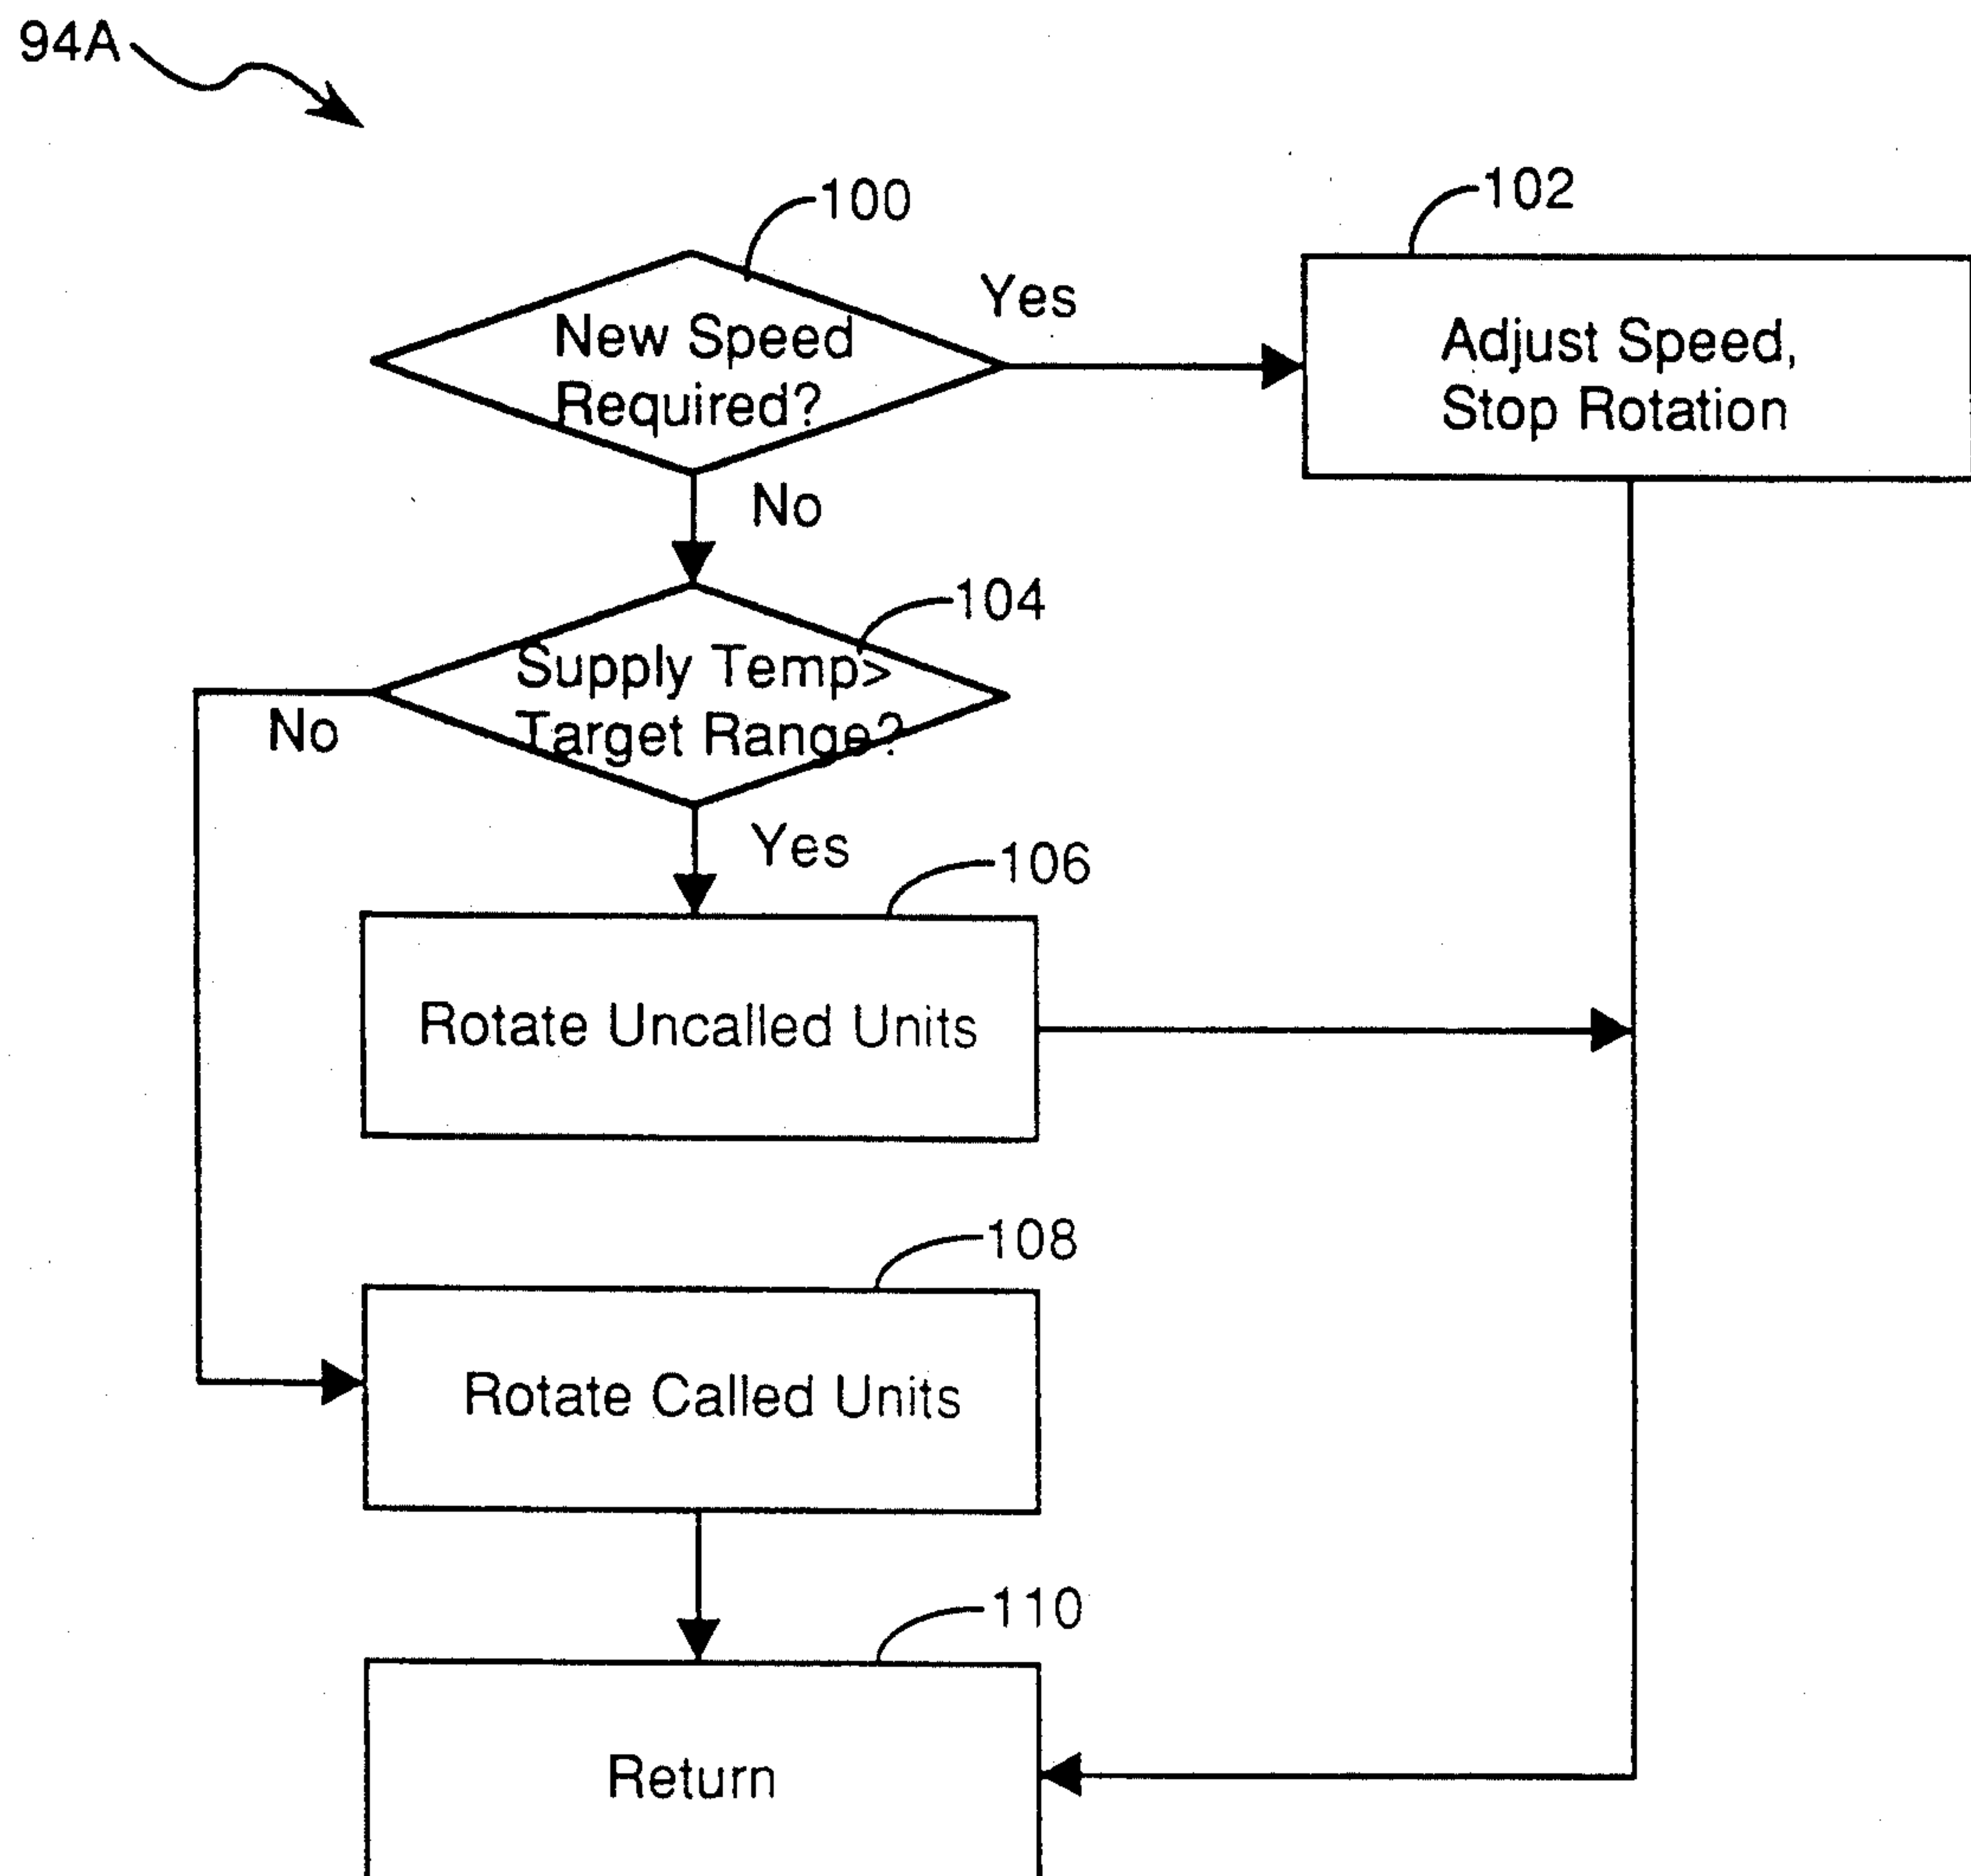 94A
100
102
New Speed
Required?
Yes
Adjust Speed,
Stop Rotation
No
104
Supply Temp>
Target Range?
No
Yes
106
Rotate Uncalled Units
108
Rotate Called Units
110
Return